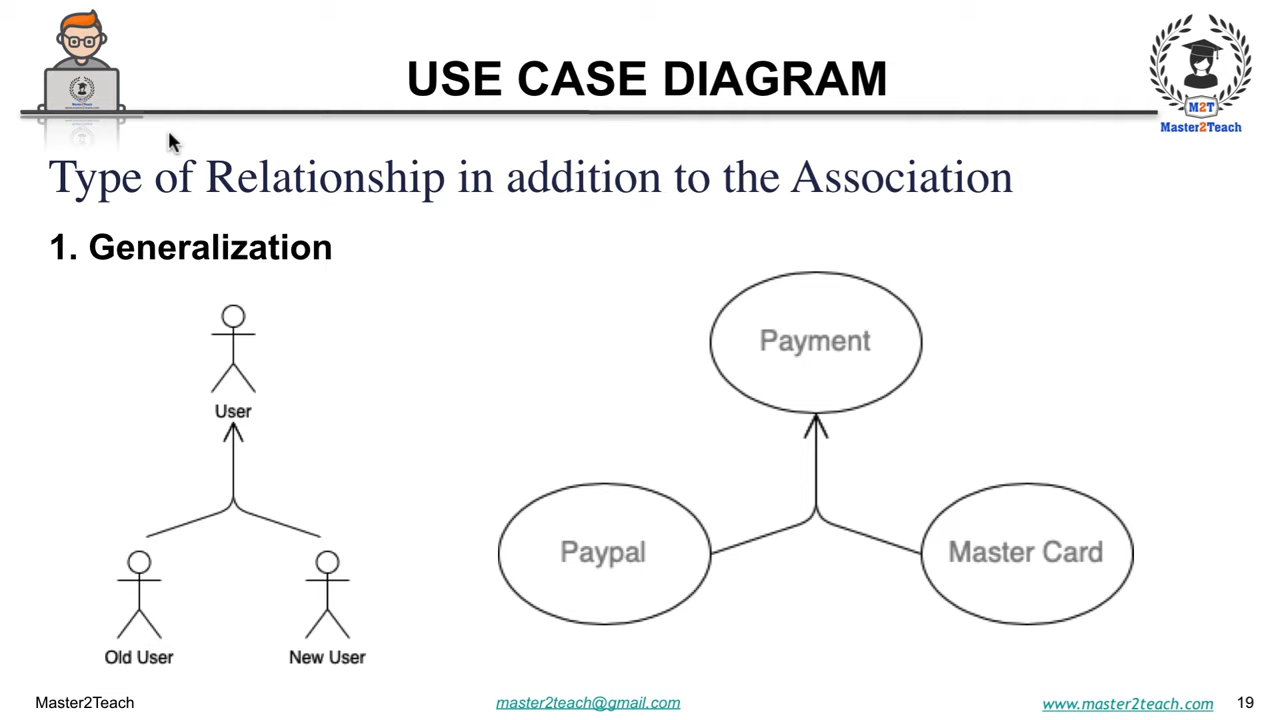 USE CASE DIAGRAM
M2T
Master2Teach
Type of Relationship in addition to the Association
1. Generalization
User
Old User
New User
Payment
Paypal
Master Card
Master2Teach
master2teach@gmail.com
www.master2teach.com
19